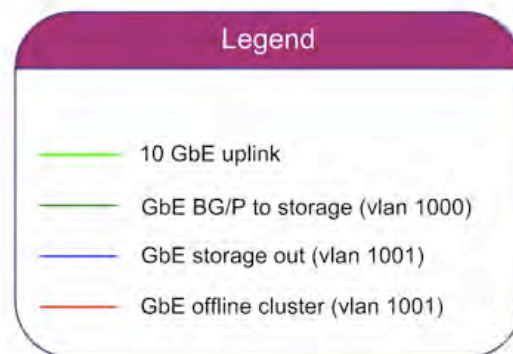 Legend
10 GbE uplink
GbE BG/P to storage (vlan 1000)
GbE storage out (vlan 1001)
GbE offline cluster (vlan 1001)